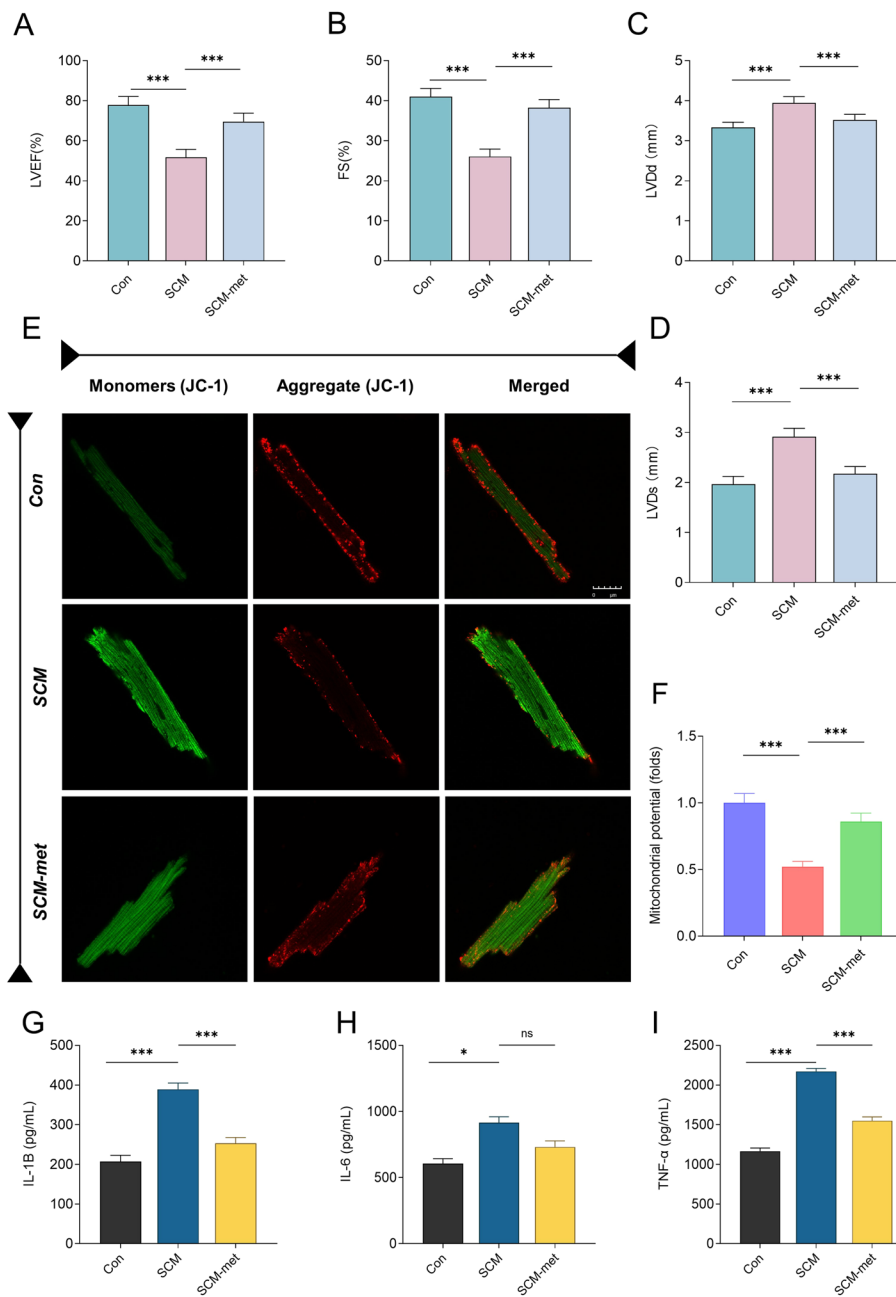 A
LVEF(%)
100
80
60
40
20
0
***
***
Con
SCM
SCM-met
B
FS(%)
50
40
30
20
10
0
***
***
Con
SCM
SCM-met
C
LVDd (mm)
5
4
3
2
1
0
***
***
Con
SCM
SCM-met
D
LVDs (mm)
4
3
2
1
0
***
***
Con
SCM
SCM-met
E
Monomers (JC-1)
Aggregate (JC-1)
Merged
Con
0 µm
SCM
SCM-met
F
Mitochondrial potential (folds)
1.5
1.0
0.5
0.0
***
***
Con
SCM
SCM-met
G
IL-1B (pg/mL)
500
400
300
200
100
0
***
***
Con
SCM
SCM-met
H
IL-6 (pg/mL)
1500
1000
500
0
*
ns
Con
SCM
SCM-met
I
TNF-α (pg/mL)
2500
2000
1500
1000
500
0
***
***
Con
SCM
SCM-met